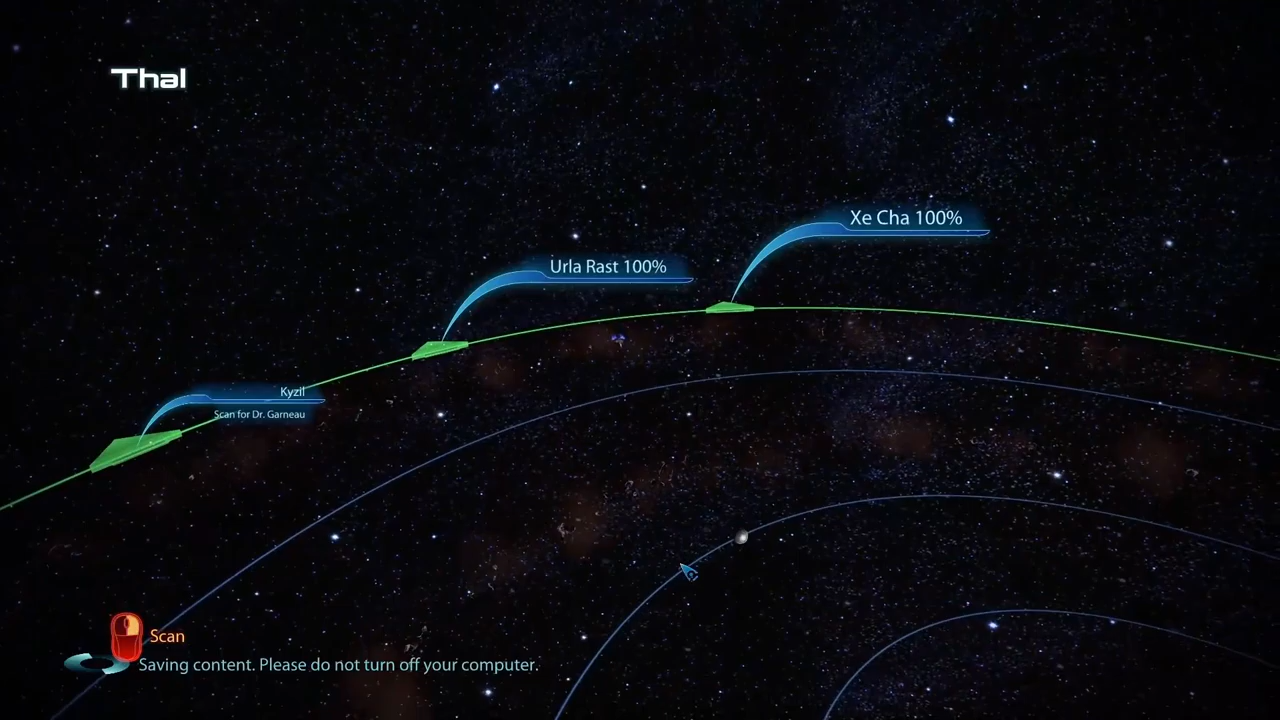 Thal
Xe Cha 100%
Urla Rast 100%
Kyzil
Scan for Dr. Garneau
Scan
Saving content. Please do not turn off your computer.